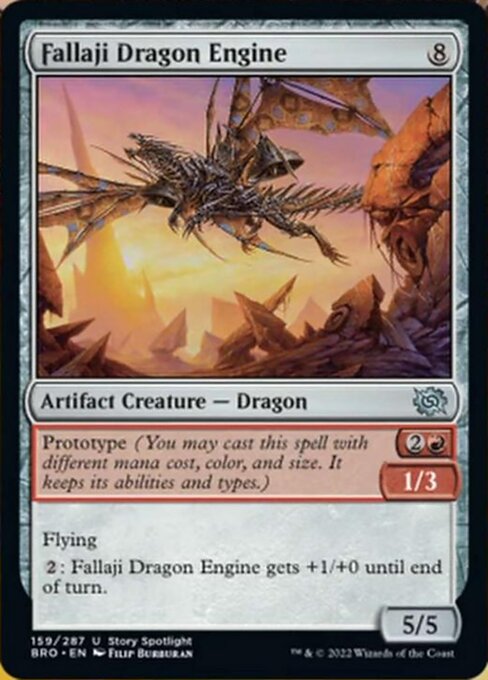 Fallaji Dragon Engine 8
Artifact Creature — Dragon
Prototype (You may cast this spell with 2
different mana cost, color, and size. It
keeps its abilities and types.) 1/3
Flying
2: Fallaji Dragon Engine gets +1/+0 until end
of turn.
5/5
159/287 U Story Spotlight
BRO • EN Filip Burburan ™ & © 2022 Wizards of the Coast